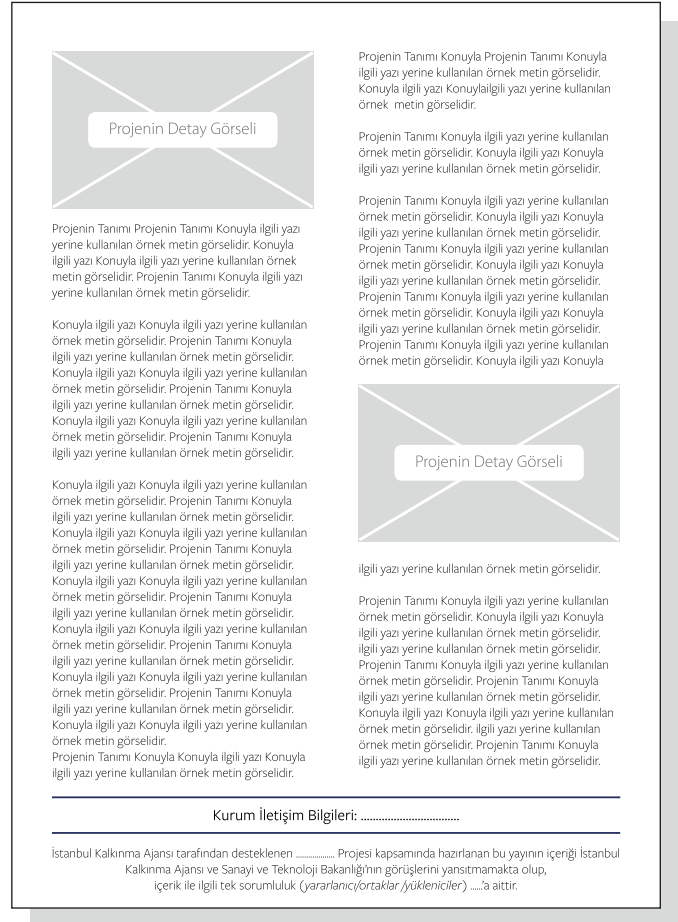 Projenin Detay Görseli
Projenin Tanımı Projenin Tanımı Konuyla ilgili yazı
yerine kullanılan örnek metin görselidir. Konuyla
ilgili yazı Konuyla ilgili yazı yerine kullanılan örnek
metin görselidir. Projenin Tanımı Konuyla ilgili yazı
yerine kullanılan örnek metin görselidir.
Konuyla ilgili yazı Konuyla ilgili yazı yerine kullanılan
örnek metin görselidir. Projenin Tanımı Konuyla
ilgili yazı yerine kullanılan örnek metin görselidir.
Konuyla ilgili yazı Konuyla ilgili yazı yerine kullanılan
örnek metin görselidir. Projenin Tanımı Konuyla
ilgili yazı yerine kullanılan örnek metin görselidir.
Konuyla ilgili yazı Konuyla ilgili yazı yerine kullanılan
örnek metin görselidir. Projenin Tanımı Konuyla
ilgili yazı yerine kullanılan örnek metin görselidir.
Konuyla ilgili yazı Konuyla ilgili yazı yerine kullanılan
örnek metin görselidir. Projenin Tanımı Konuyla
ilgili yazı yerine kullanılan örnek metin görselidir.
Konuyla ilgili yazı Konuyla ilgili yazı yerine kullanılan
örnek metin görselidir. Projenin Tanımı Konuyla
ilgili yazı yerine kullanılan örnek metin görselidir.
Konuyla ilgili yazı Konuyla ilgili yazı yerine kullanılan
örnek metin görselidir. Projenin Tanımı Konuyla
ilgili yazı yerine kullanılan örnek metin görselidir.
Konuyla ilgili yazı Konuyla ilgili yazı yerine kullanılan
örnek metin görselidir. Projenin Tanımı Konuyla
ilgili yazı yerine kullanılan örnek metin görselidir.
Konuyla ilgili yazı Konuyla ilgili yazı yerine kullanılan
örnek metin görselidir. Projenin Tanımı Konuyla
ilgili yazı yerine kullanılan örnek metin görselidir.
Konuyla ilgili yazı Konuyla ilgili yazı yerine kullanılan
örnek metin görselidir.
Projenin Tanımı Konuyla Konuyla ilgili yazı Konuyla
ilgili yazı yerine kullanılan örnek metin görselidir.
Projenin Tanımı Konuyla Projenin Tanımı Konuyla
ilgili yazı yerine kullanılan örnek metin görselidir.
Konuyla ilgili yazı Konuylailgili yazı yerine kullanılan
örnek  metin görselidir.
Projenin Tanımı Konuyla ilgili yazı yerine kullanılan
örnek metin görselidir. Konuyla ilgili yazı Konuyla
ilgili yazı yerine kullanılan örnek metin görselidir.
Projenin Tanımı Konuyla ilgili yazı yerine kullanılan
örnek metin görselidir. Konuyla ilgili yazı Konuyla
ilgili yazı yerine kullanılan örnek metin görselidir.
Projenin Tanımı Konuyla ilgili yazı yerine kullanılan
örnek metin görselidir. Konuyla ilgili yazı Konuyla
ilgili yazı yerine kullanılan örnek metin görselidir.
Projenin Tanımı Konuyla ilgili yazı yerine kullanılan
örnek metin görselidir. Konuyla ilgili yazı Konuyla
ilgili yazı yerine kullanılan örnek metin görselidir.
Projenin Tanımı Konuyla ilgili yazı yerine kullanılan
örnek metin görselidir. Konuyla ilgili yazı Konuyla
Projenin Detay Görseli
ilgili yazı yerine kullanılan örnek metin görselidir.
Projenin Tanımı Konuyla ilgili yazı yerine kullanılan
örnek metin görselidir. Konuyla ilgili yazı Konuyla
ilgili yazı yerine kullanılan örnek metin görselidir.
ilgili yazı yerine kullanılan örnek metin görselidir.
Projenin Tanımı Konuyla ilgili yazı yerine kullanılan
örnek metin görselidir. Projenin Tanımı Konuyla
ilgili yazı yerine kullanılan örnek metin görselidir.
Konuyla ilgili yazı Konuyla ilgili yazı yerine kullanılan
örnek metin görselidir. ilgili yazı yerine kullanılan
örnek metin görselidir. Projenin Tanımı Konuyla
ilgili yazı yerine kullanılan örnek metin görselidir.
Kurum İletişim Bilgileri: .................................
İstanbul Kalkınma Ajansı tarafından desteklenen .................. Projesi kapsamında hazırlanan bu yayının içeriği İstanbul
Kalkınma Ajansı ve Sanayi ve Teknoloji Bakanlığı'nın görüşlerini yansıtmamakta olup,
içerik ile ilgili tek sorumluluk (yararlanıcı/ortaklar /yükleniciler) ......'a aittir.